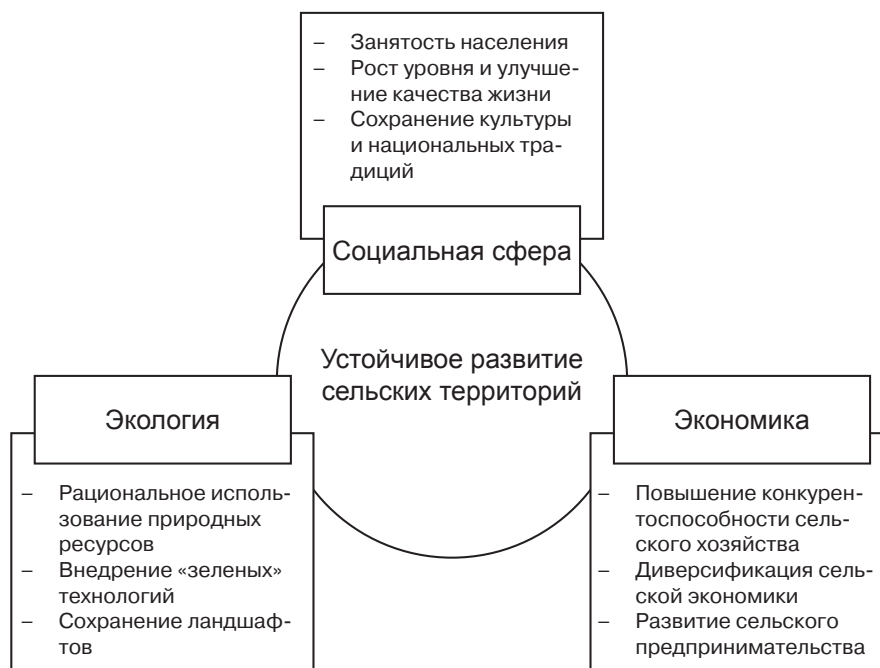 – Занятость населения
– Рост уровня и улучше-
ние качества жизни
– Сохранение культуры
и национальных тра-
диций
Социальная сфера
Устойчивое развитие
сельских территорий
Экология
– Рациональное исполь-
зование природных
ресурсов
– Внедрение «зеленых»
технологий
– Сохранение ландшаф-
тов
Экономика
– Повышение конкурен-
тоспособности сель-
ского хозяйства
– Диверсификация сель-
ской экономики
– Развитие сельского
предпринимательства